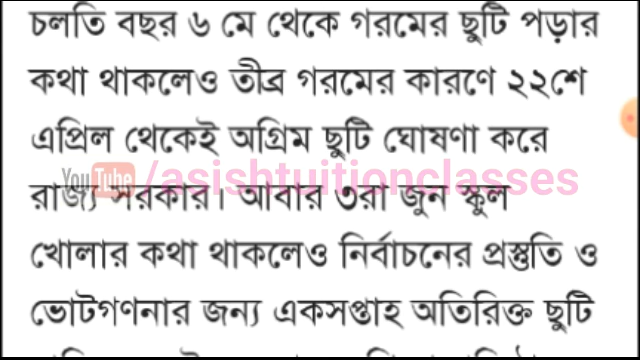 চলতি বছর ৬ মে থেকে গরমের ছুটি পড়ার
কথা থাকলেও তীব্র গরমের কারণে ২২শে
এপ্রিল থেকেই অগ্রিম ছুটি ঘোষণা করে
YouTube/asishtuitionclasses
রাজ্য সরকার। আবার ৩রা জুন স্কুল
খোলার কথা থাকলেও নির্বাচনের প্রস্তুতি ও
ভোটগণনার জন্য একসপ্তাহ অতিরিক্ত ছুটি